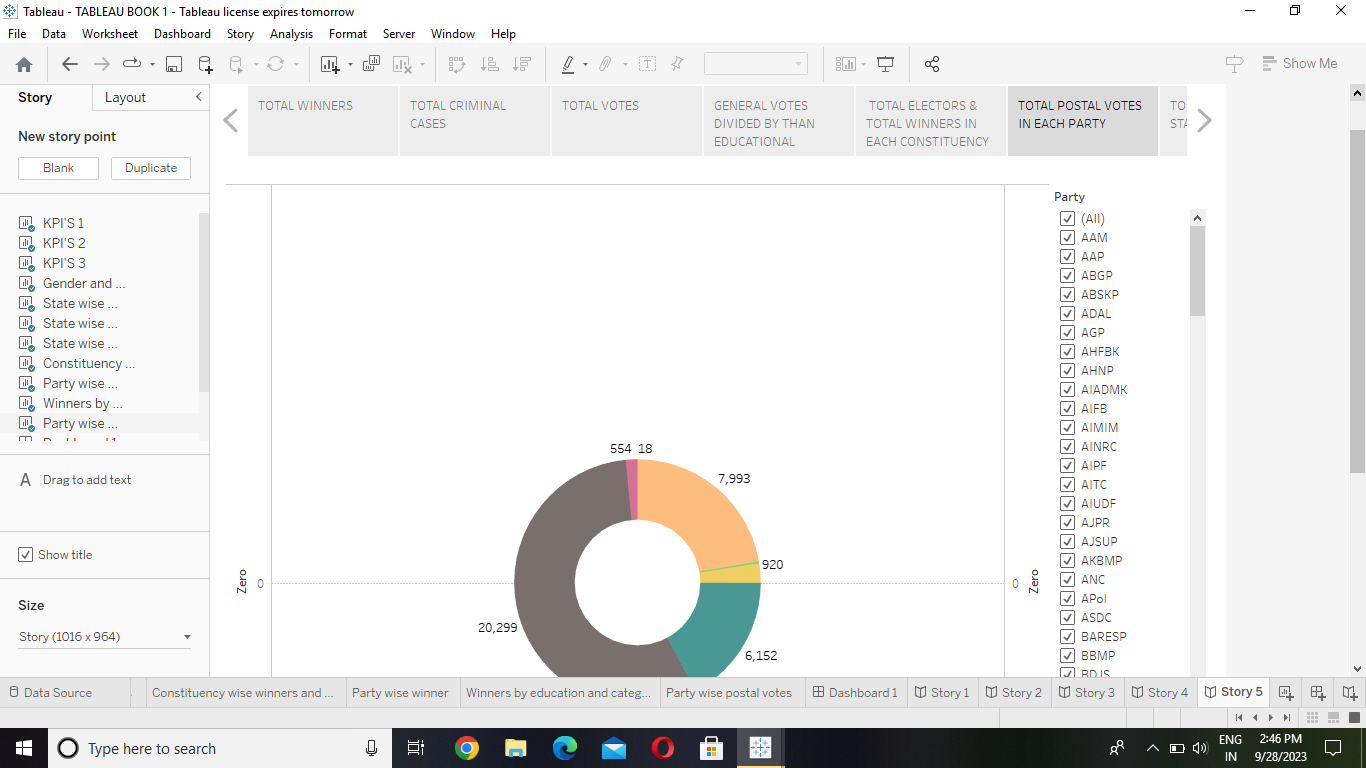 Tableau - TABLEAU BOOK 1 - Tableau license expires tomorrow
File Data Worksheet Dashboard Story Analysis Format Server Window Help
Show Me
Story
Layout
New story point
Blank
Duplicate
KPI'S 1
KPI'S 2
KPI'S 3
Gender and ...
State wise ...
State wise ...
State wise ...
Constituency ...
Party wise ...
Winners by ...
Party wise ...
A Drag to add text
Show title
Size
Story (1016 x 964)
TOTAL WINNERS
TOTAL CRIMINAL
CASES
TOTAL VOTES
GENERAL VOTES
DIVIDED BY THAN
EDUCATIONAL
TOTAL ELECTORS &
TOTAL WINNERS IN
EACH CONSTITUENCY
TOTAL POSTAL VOTES
IN EACH PARTY
TO
STA
554 18
7,993
920
Zero 0
0 Zero
20,299
6,152
Party
(All)
AAM
AAP
ABGP
ABSKP
ADAL
AGP
AHFBK
AHNP
AIADMK
AIFB
AIMIM
AINRC
AIPF
AITC
AIUDF
AJPR
AJSUP
AKBMP
ANC
APoI
ASDC
BARESP
BBMP
BDJS
Data Source Constituency wise winners and ... Party wise winner Winners by education and categ... Party wise postal votes Dashboard 1 Story 1 Story 2 Story 3 Story 4 Story 5
Type here to search
ENG
IN
2:46 PM
9/28/2023